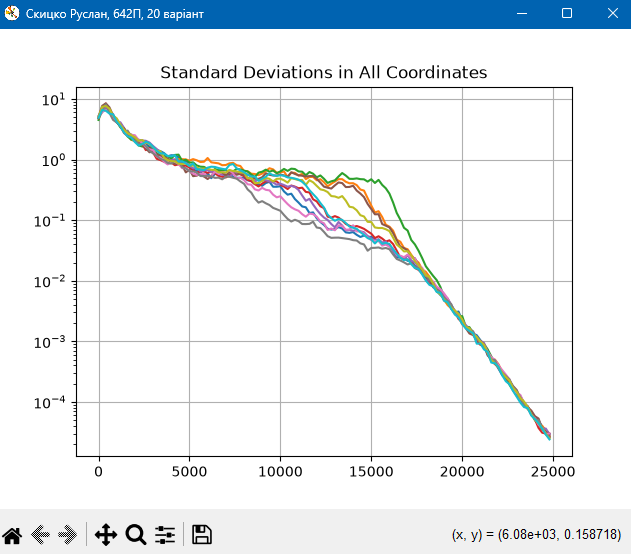 Скицко Руслан, 642П, 20 варіант
Standard Deviations in All Coordinates
10¹
10⁰
10⁻¹
10⁻²
10⁻³
10⁻⁴
0 5000 10000 15000 20000 25000
(x, y) = (6.08e+03, 0.158718)